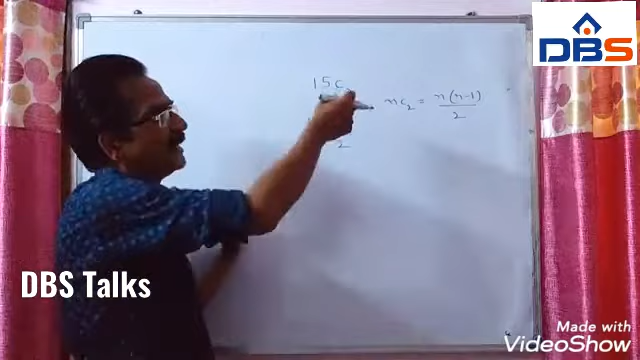 DBS
15c
nc₂ = n(n-1)
2
2
DBS Talks
Made with
VideoShow